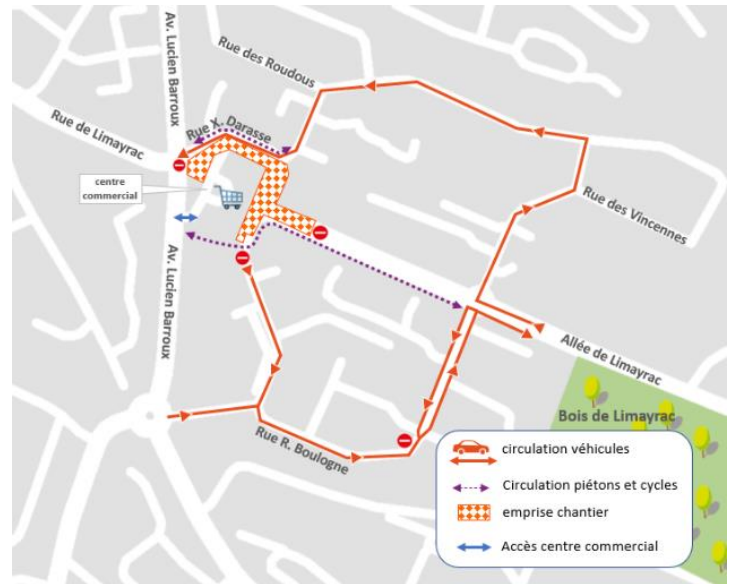 Av. Lucien Barroux
Rue des Roudous
Rue de Limayrac
Rue X. Darasse
centre
commercial
Rue des Vincennes
Av. Lucien Barroux
Allée de Limayrac
Bois de Limayrac
Rue R. Boulogne
circulation véhicules
Circulation piétons et cycles
emprise chantier
Accès centre commercial